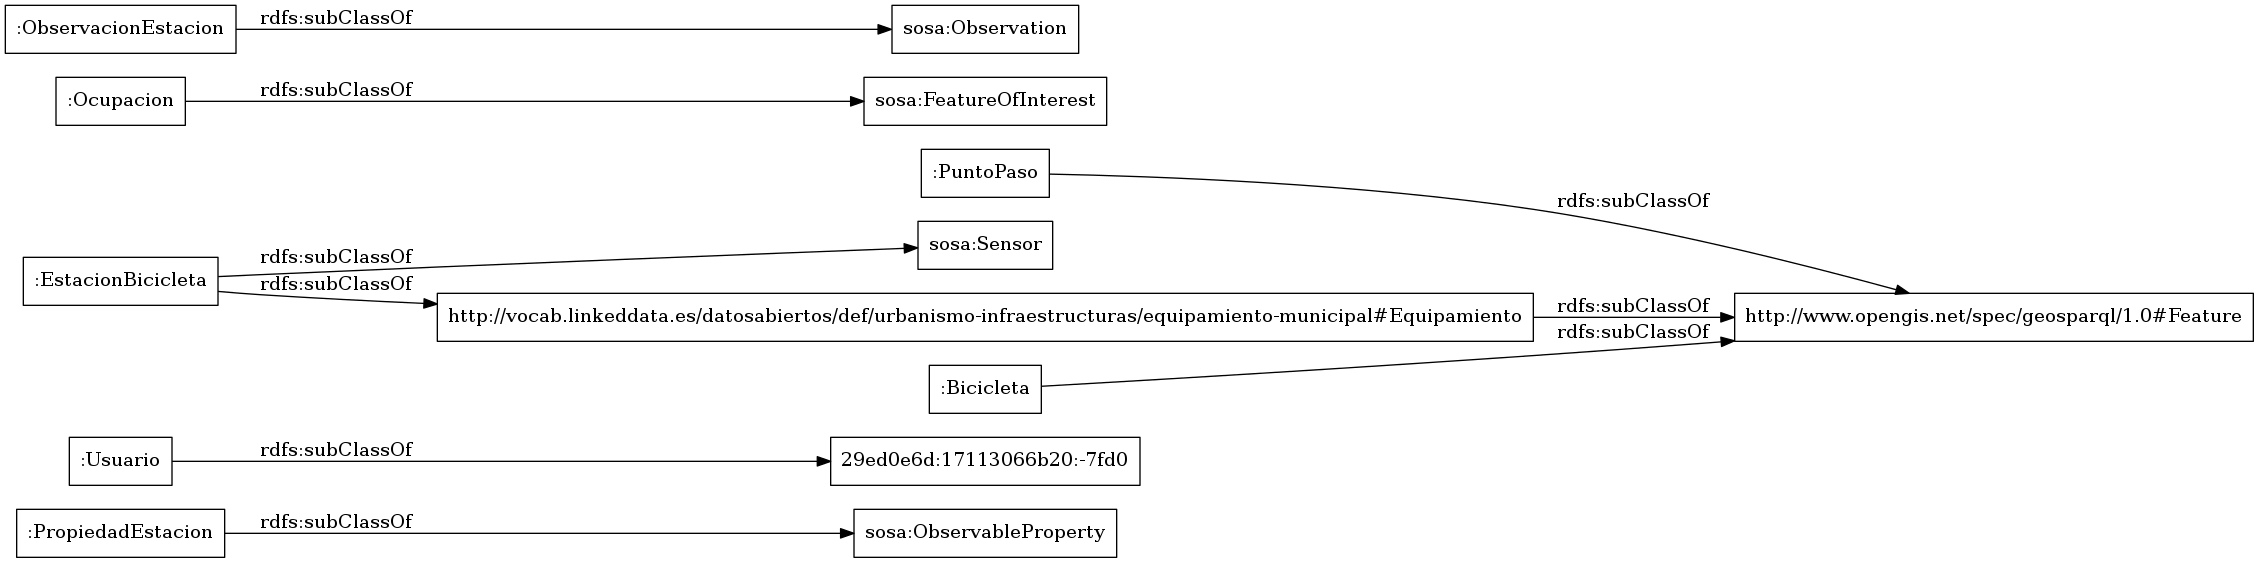 :ObservacionEstacion
rdfs:subClassOf
sosa:Observation
:Ocupacion
rdfs:subClassOf
sosa:FeatureOfInterest
:PuntoPaso
rdfs:subClassOf
:EstacionBicicleta
rdfs:subClassOf
sosa:Sensor
rdfs:subClassOf
http://vocab.linkeddata.es/datosabiertos/def/urbanismo-infraestructuras/equipamiento-municipal#Equipamiento
rdfs:subClassOf
http://www.opengis.net/spec/geosparql/1.0#Feature
:Bicicleta
rdfs:subClassOf
:Usuario
rdfs:subClassOf
29ed0e6d:17113066b20:-7fd0
:PropiedadEstacion
rdfs:subClassOf
sosa:ObservableProperty